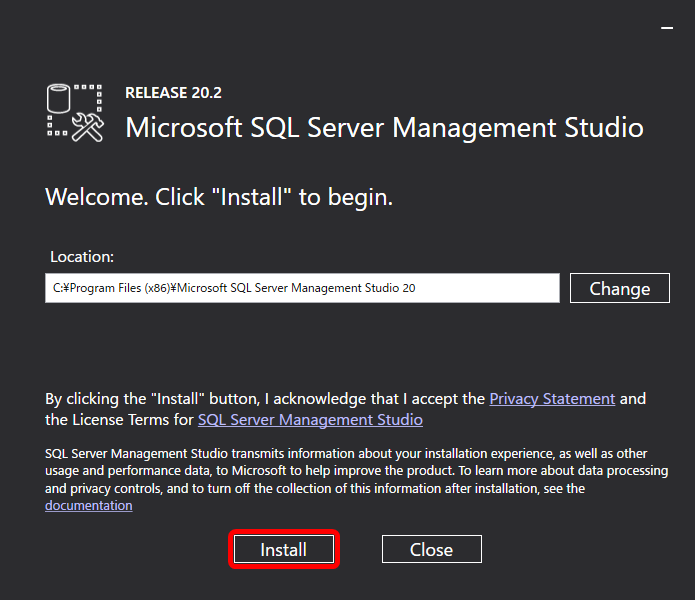 RELEASE 20.2
Microsoft SQL Server Management Studio
Welcome. Click "Install" to begin.
Location:
C:¥Program Files (x86)¥Microsoft SQL Server Management Studio 20
Change
By clicking the "Install" button, I acknowledge that I accept the Privacy Statement and
the License Terms for SQL Server Management Studio
SQL Server Management Studio transmits information about your installation experience, as well as other
usage and performance data, to Microsoft to help improve the product. To learn more about data processing
and privacy controls, and to turn off the collection of this information after installation, see the
documentation
Install
Close